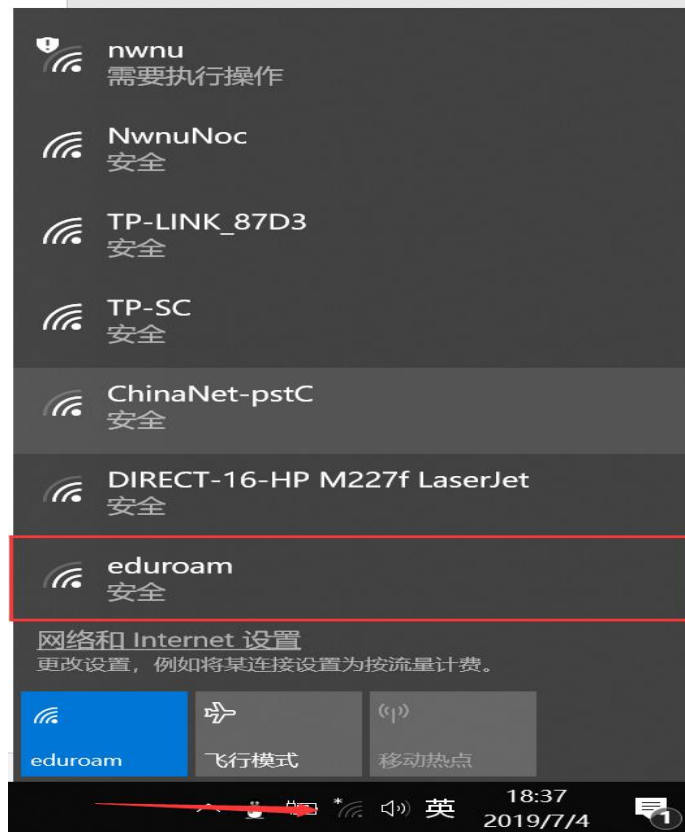 nwnu
需要执行操作
NwnuNoc
安全
TP-LINK_87D3
安全
TP-SC
安全
ChinaNet-pstC
安全
DIRECT-16-HP M227f LaserJet
安全
eduroam
安全
网络和 Internet 设置
更改设置，例如将某连接设置为按流量计费。
eduroam
飞行模式
移动热点
英
18:37
2019/7/4
1